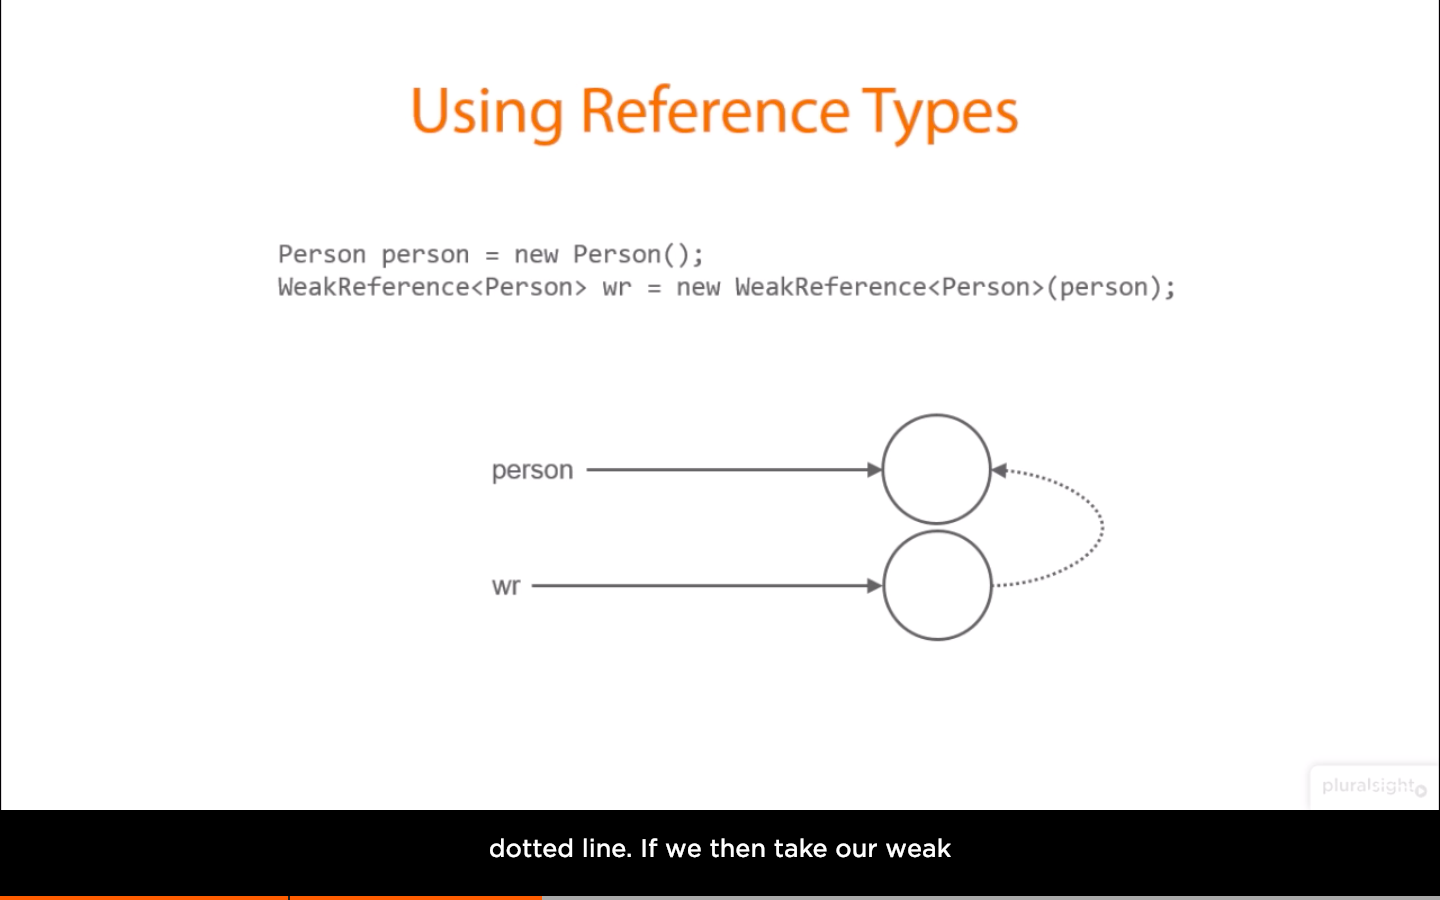 Using Reference Types
Person person = new Person();
WeakReference<Person> wr = new WeakReference<Person>(person);
person
wr
pluralsight
dotted line. If we then take our weak